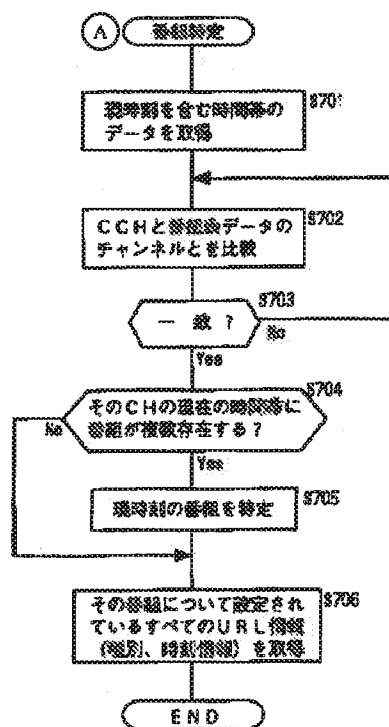 A 番組特定
S701
現時刻を含む時間帯の
データを取得
S702
CCHと番組表データの
チャンネルとを比較
S703
一致?
No
Yes
S704
そのCHの現在の時間帯に
番組が複数存在する?
No
Yes
S705
現時刻の番組を特定
S706
その番組について設定され
ているすべてのURL情報
(種別、時刻情報)を取得
END